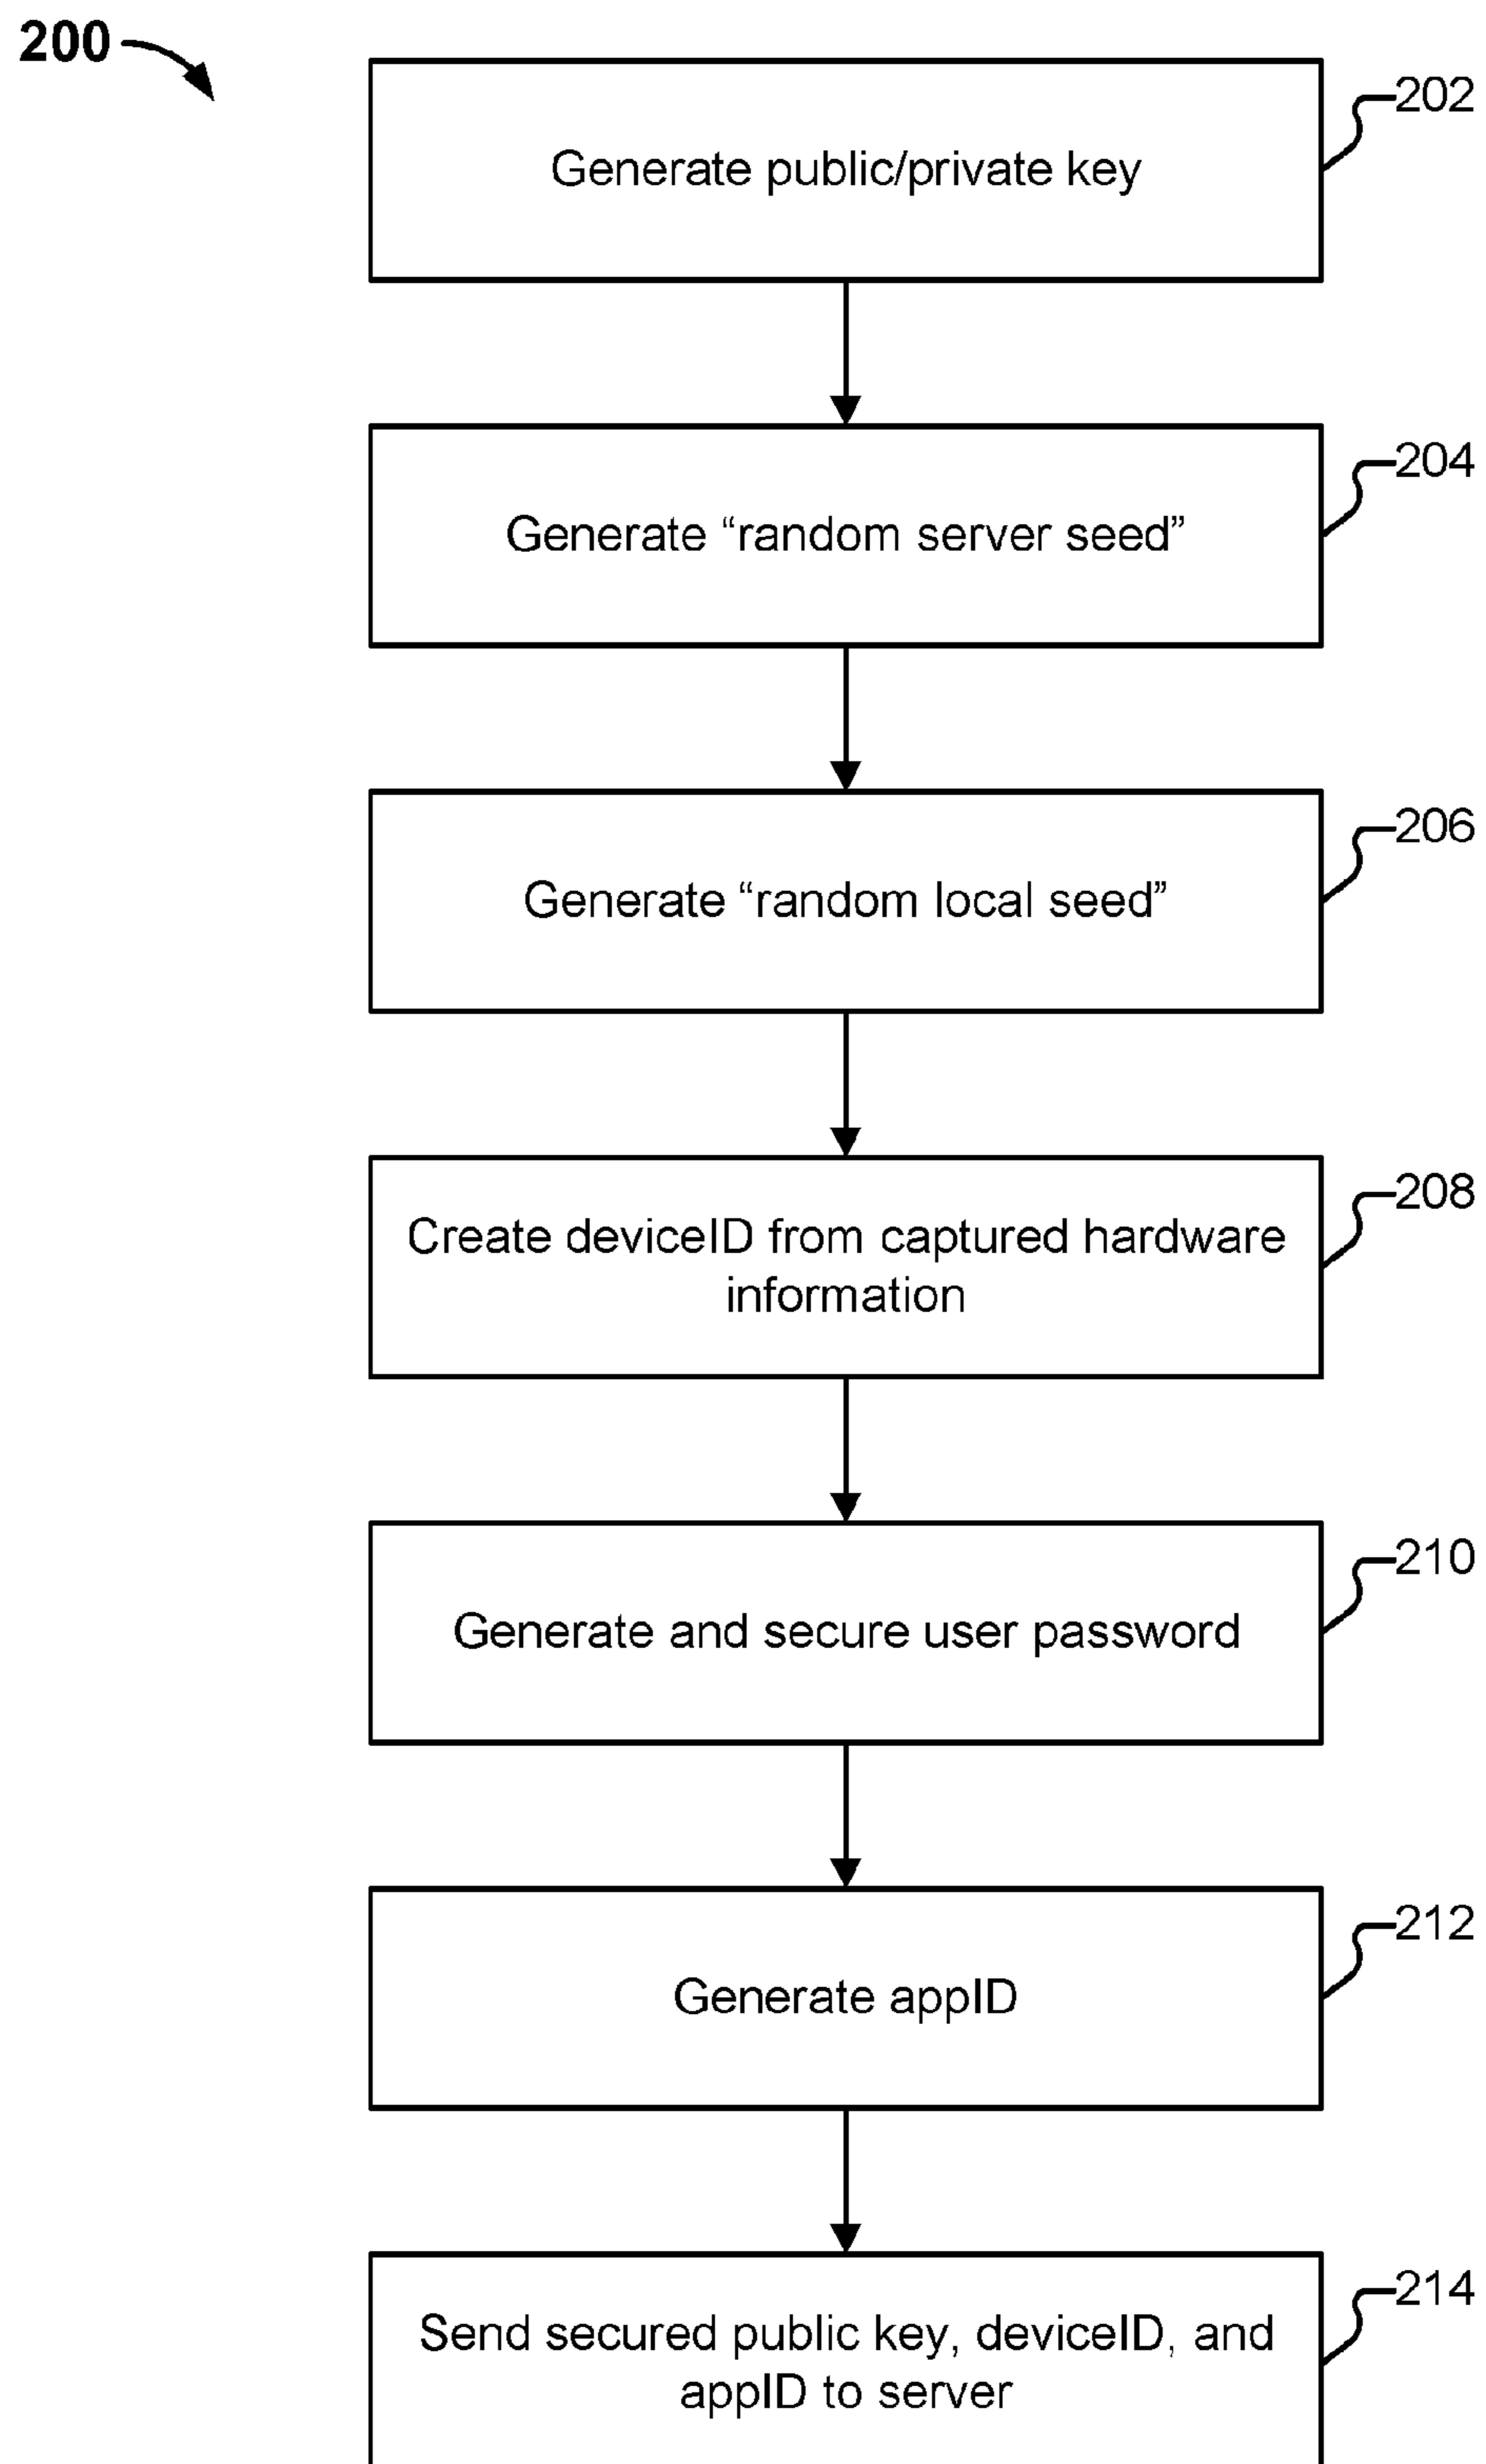 200
Generate public/private key
202
Generate “random server seed”
204
Generate “random local seed”
206
Create deviceID from captured hardware
information
208
Generate and secure user password
210
Generate appID
212
Send secured public key, deviceID, and
appID to server
214